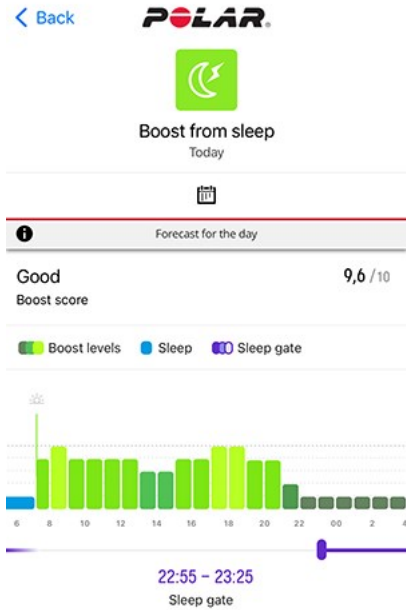 Back
POLAR.
Boost from sleep
Today
Forecast for the day
Good 9,6 /10
Boost score
Boost levels Sleep Sleep gate
6 8 10 12 14 16 18 20 22 00 2 4
22:55 – 23:25
Sleep gate